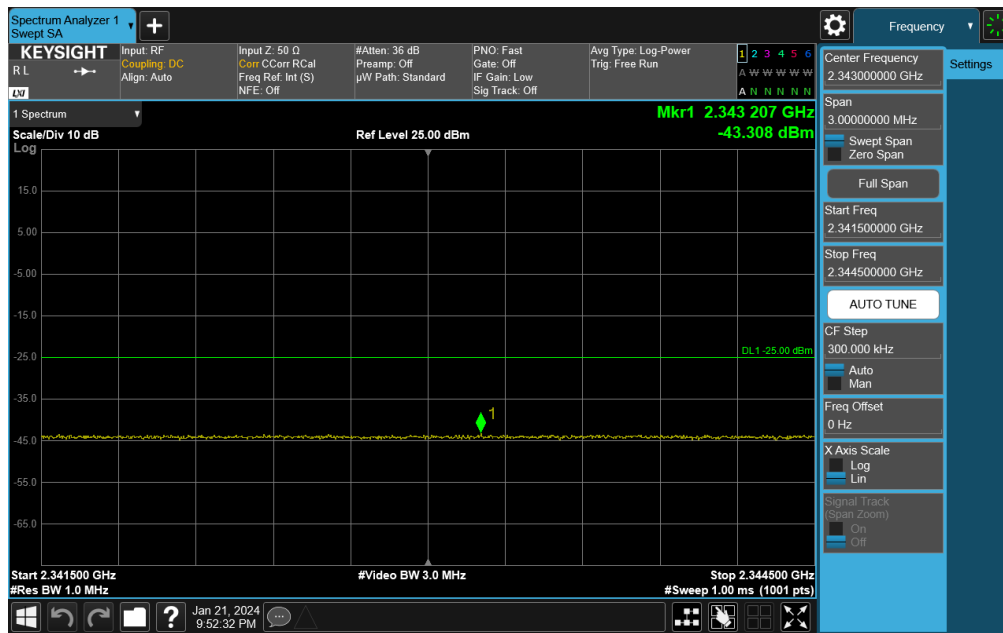 Spectrum Analyzer 1
Swept SA
Frequency
KEYSIGHT
R L
LXI
Input: RF
Coupling: DC
Align: Auto
Input Z: 50 Ω
Corr CCorr RCal
Freq Ref: Int (S)
NFE: Off
#Atten: 36 dB
Preamp: Off
µW Path: Standard
PNO: Fast
Gate: Off
IF Gain: Low
Sig Track: Off
Avg Type: Log-Power
Trig: Free Run
1 2 3 4 5 6
A W W W W W
A N N N N N
1 Spectrum
Scale/Div 10 dB
Log
Ref Level 25.00 dBm
Mkr1 2.343 207 GHz
-43.308 dBm
15.0
5.00
-5.00
-15.0
-25.0
DL1 -25.00 dBm
-35.0
1
-45.0
-55.0
-65.0
Start 2.341500 GHz
#Video BW 3.0 MHz
Stop 2.344500 GHz
#Res BW 1.0 MHz
#Sweep 1.00 ms (1001 pts)
Jan 21, 2024
9:52:32 PM
?
Center Frequency
2.343000000 GHz
Settings
Span
3.00000000 MHz
Swept Span
Zero Span
Full Span
Start Freq
2.341500000 GHz
Stop Freq
2.344500000 GHz
AUTO TUNE
CF Step
300.000 kHz
Auto
Man
Freq Offset
0 Hz
X Axis Scale
Log
Lin
Signal Track
(Span Zoom)
On
Off